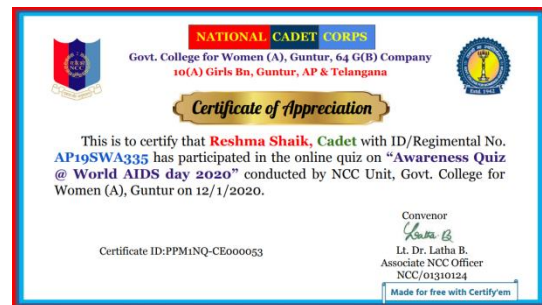 NATIONAL CADET CORPS
Govt. College for Women (A), Guntur, 64 G(B) Company
10(A) Girls Bn, Guntur, AP & Telangana
NCC
Estd. 1942
Certificate of Appreciation
This is to certify that Reshma Shaik, Cadet with ID/Regimental No.
AP19SWA335 has participated in the online quiz on “Awareness Quiz
@ World AIDS day 2020” conducted by NCC Unit, Govt. College for
Women (A), Guntur on 12/1/2020.
Convenor
Latha B
Certificate ID:PPM1NQ-CE000053
Lt. Dr. Latha B.
Associate NCC Officer
NCC/01310124
Made for free with Certify'em